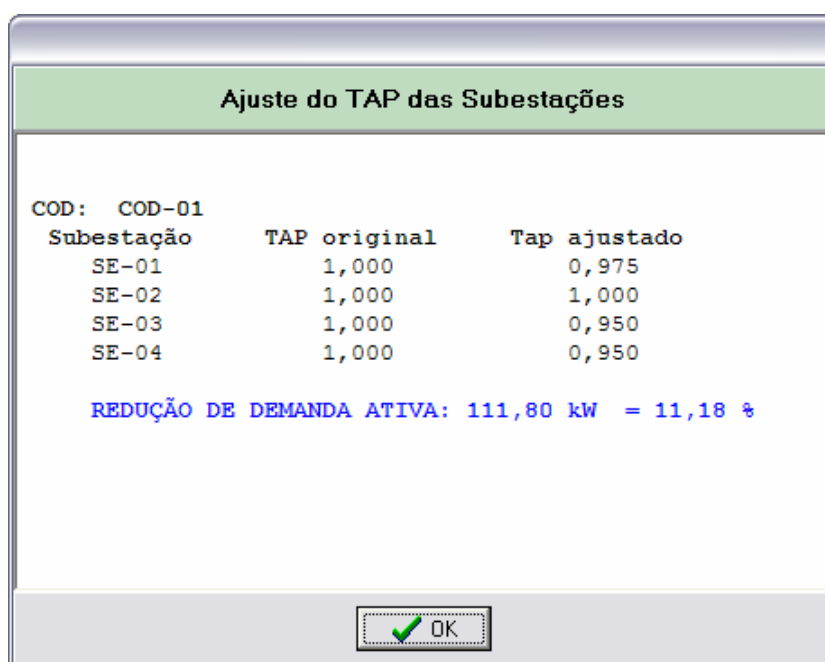 Ajuste do TAP das Subestações
COD: COD-01
Subestação TAP original Tap ajustado
SE-01 1,000 0,975
SE-02 1,000 1,000
SE-03 1,000 0,950
SE-04 1,000 0,950
REDUÇÃO DE DEMANDA ATIVA: 111,80 kW = 11,18 %
OK